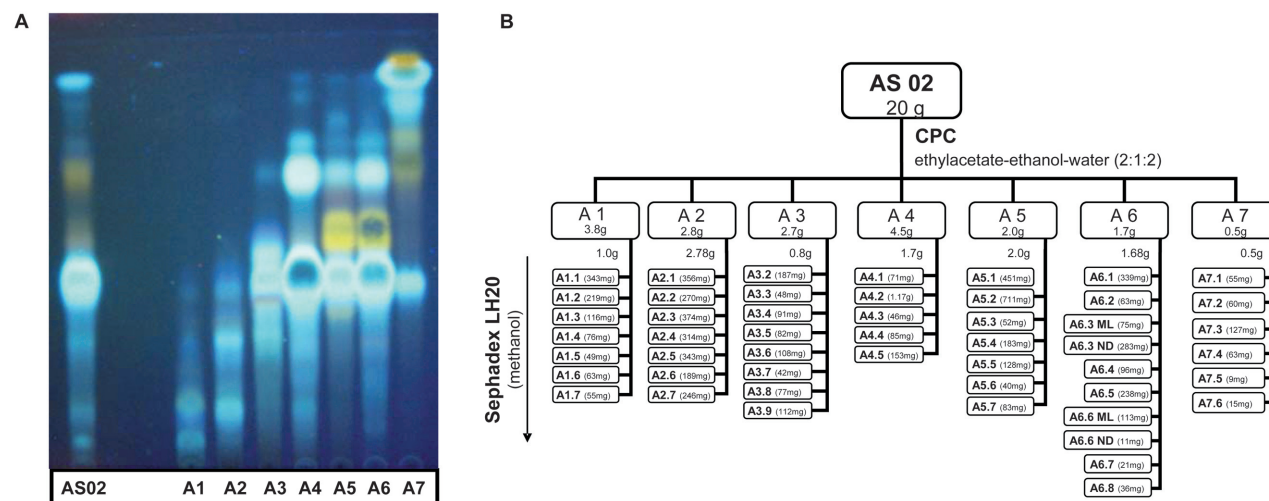 A
B
AS02
A1
A2
A3
A4
A5
A6
A7
AS 02
20 g
CPC
ethylacetate-ethanol-water (2:1:2)
A 1
3.8g
A 2
2.8g
A 3
2.7g
A 4
4.5g
A 5
2.0g
A 6
1.7g
A 7
0.5g
Sephadex LH20
(methanol)
1.0g
A1.1 (343mg)
A1.2 (219mg)
A1.3 (116mg)
A1.4 (76mg)
A1.5 (49mg)
A1.6 (63mg)
A1.7 (55mg)
2.78g
A2.1 (356mg)
A2.2 (270mg)
A2.3 (374mg)
A2.4 (314mg)
A2.5 (343mg)
A2.6 (189mg)
A2.7 (246mg)
0.8g
A3.2 (187mg)
A3.3 (48mg)
A3.4 (91mg)
A3.5 (82mg)
A3.6 (108mg)
A3.7 (42mg)
A3.8 (77mg)
A3.9 (112mg)
1.7g
A4.1 (71mg)
A4.2 (1.17g)
A4.3 (46mg)
A4.4 (85mg)
A4.5 (153mg)
2.0g
A5.1 (451mg)
A5.2 (711mg)
A5.3 (52mg)
A5.4 (183mg)
A5.5 (128mg)
A5.6 (40mg)
A5.7 (83mg)
1.68g
A6.1 (339mg)
A6.2 (63mg)
A6.3 ML (75mg)
A6.3 ND (283mg)
A6.4 (96mg)
A6.5 (238mg)
A6.6 ML (113mg)
A6.6 ND (11mg)
A6.7 (21mg)
A6.8 (36mg)
0.5g
A7.1 (55mg)
A7.2 (60mg)
A7.3 (127mg)
A7.4 (63mg)
A7.5 (9mg)
A7.6 (15mg)